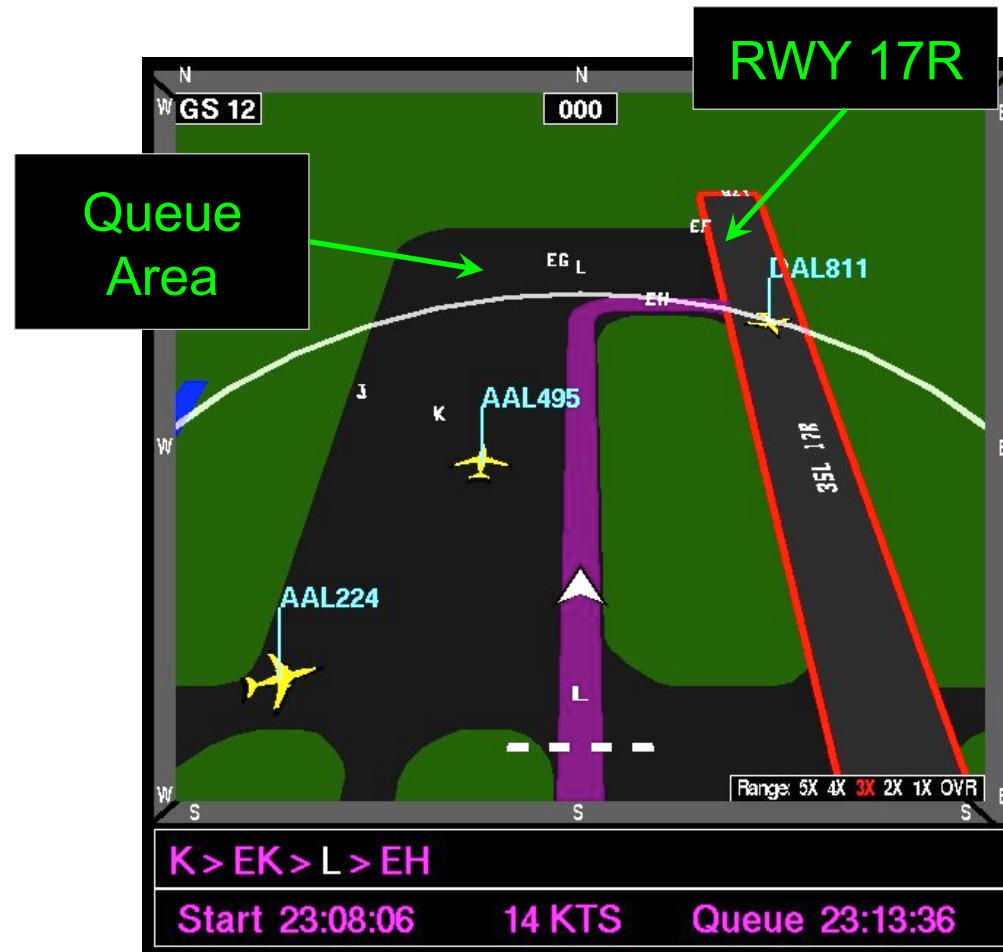 RWY 17R
N
N
W
GS 12
000
E
Queue
Area
EF
EG
L
DAL811
EH
J
K
AAL495
W
E
35L 17R
AAL224
L
W
Range: 5X 4X 3X 2X 1X OVR
E
S
S
S
K > EK > L > EH
Start 23:08:06 14 KTS Queue 23:13:36